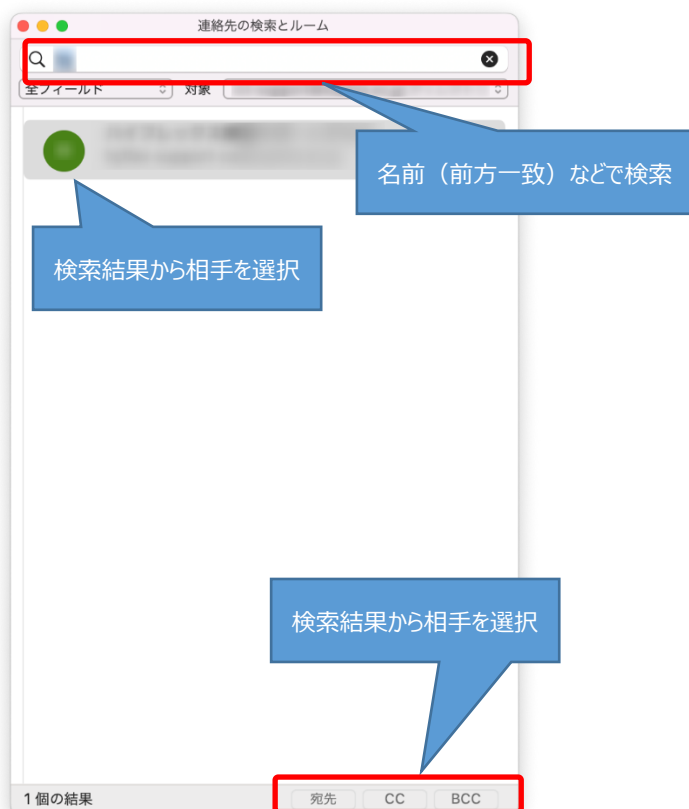 連絡先の検索とルーム
全フィールド 対象
名前（前方一致）などで検索
検索結果から相手を選択
検索結果から相手を選択
1 個の結果 宛先 CC BCC